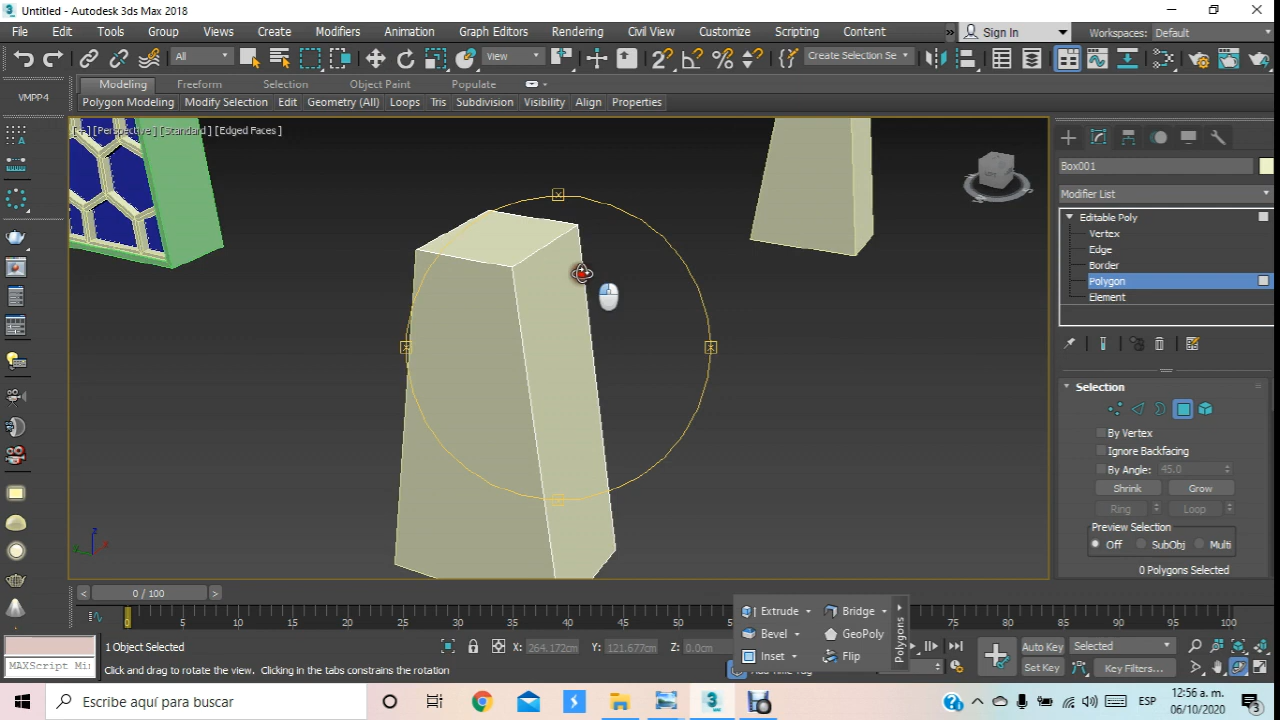 Untitled - Autodesk 3ds Max 2018
File Edit Tools Group Views Create Modifiers Animation Graph Editors Rendering Civil View Customize Scripting Content » Sign In Workspaces: Default
All View Create Selection Se
Modeling Freeform Selection Object Paint Populate
VMPP4
Polygon Modeling Modify Selection Edit Geometry (All) Loops Tris Subdivision Visibility Align Properties
[+] [Perspective] [Standard] [Edged Faces]
Box001
Modifier List
Editable Poly
Vertex
Edge
Border
Polygon
Element
Selection
By Vertex
Ignore Backfacing
By Angle: 45.0
Shrink Grow
Ring Loop
Preview Selection
Off SubObj Multi
0 Polygons Selected
z
x
y
< 0 / 100 >
0 5 10 15 20 25 30 35 40 45 50 75 80 85 90 95 100
Extrude Bridge
Bevel GeoPoly
Inset Flip
Polygons
1 Object Selected X: 264.172cm Y: 121.677cm Z: 0.0cm
MAXScript Mi
Click and drag to rotate the view. Clicking in the tabs constrains the rotation
Auto Key Selected
Set Key Key Filters...
Escribe aquí para buscar
ESP
12:56 a. m.
06/10/2020
3